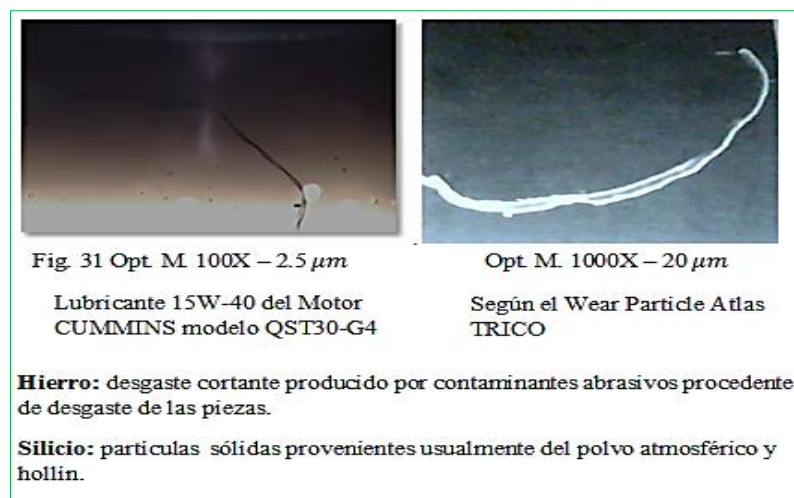 Fig. 31 Opt. M. 100X – 2.5 μm
Opt. M. 1000X – 20 μm
Lubricante 15W-40 del Motor
CUMMINS modelo QST30-G4
Según el Wear Particle Atlas
TRICO
Hierro: desgaste cortante producido por contaminantes abrasivos procedente
de desgaste de las piezas.
Silicio: partículas sólidas provenientes usualmente del polvo atmosférico y
hollín.